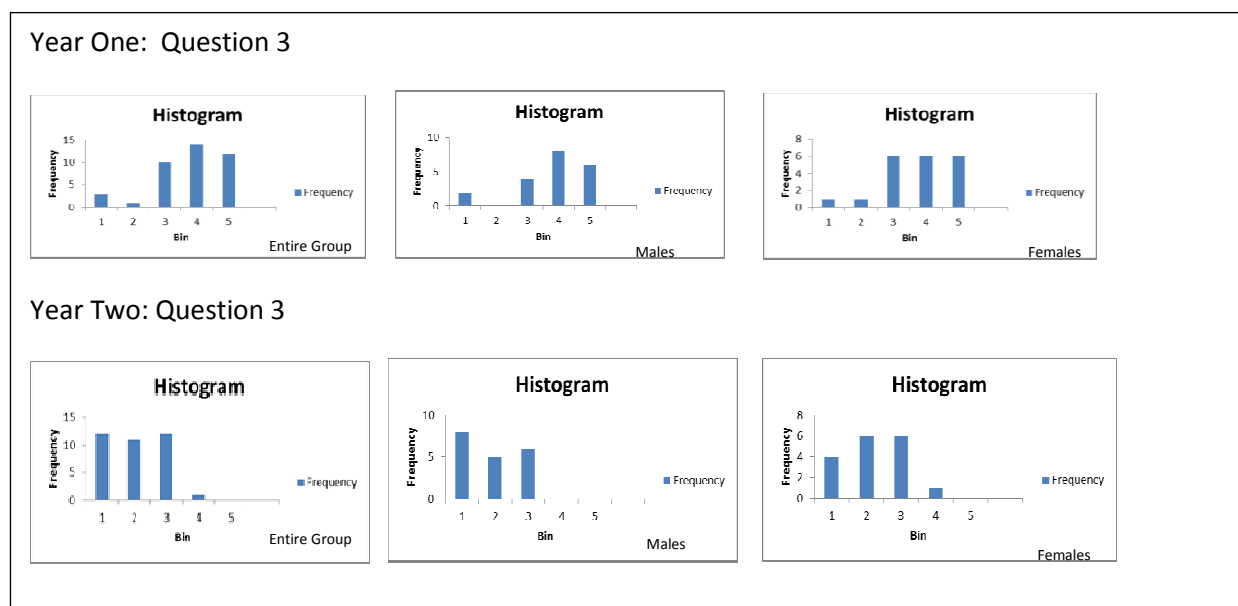 Year One:  Question 3
Histogram
15
10
5
0
Frequency
1 2 3 4 5
Bin
Frequency
Entire Group
Histogram
10
5
0
Frequency
1 2 3 4 5
Bin
Frequency
Males
Histogram
8
6
4
2
0
Frequency
1 2 3 4 5
Bin
Frequency
Females
Year Two: Question 3
Histogram
15
10
5
0
Frequency
1 2 3 4 5
Bin
Frequency
Entire Group
Histogram
10
5
0
Frequency
1 2 3 4 5
Bin
Frequency
Males
Histogram
8
6
4
2
0
Frequency
1 2 3 4 5
Bin
Frequency
Females